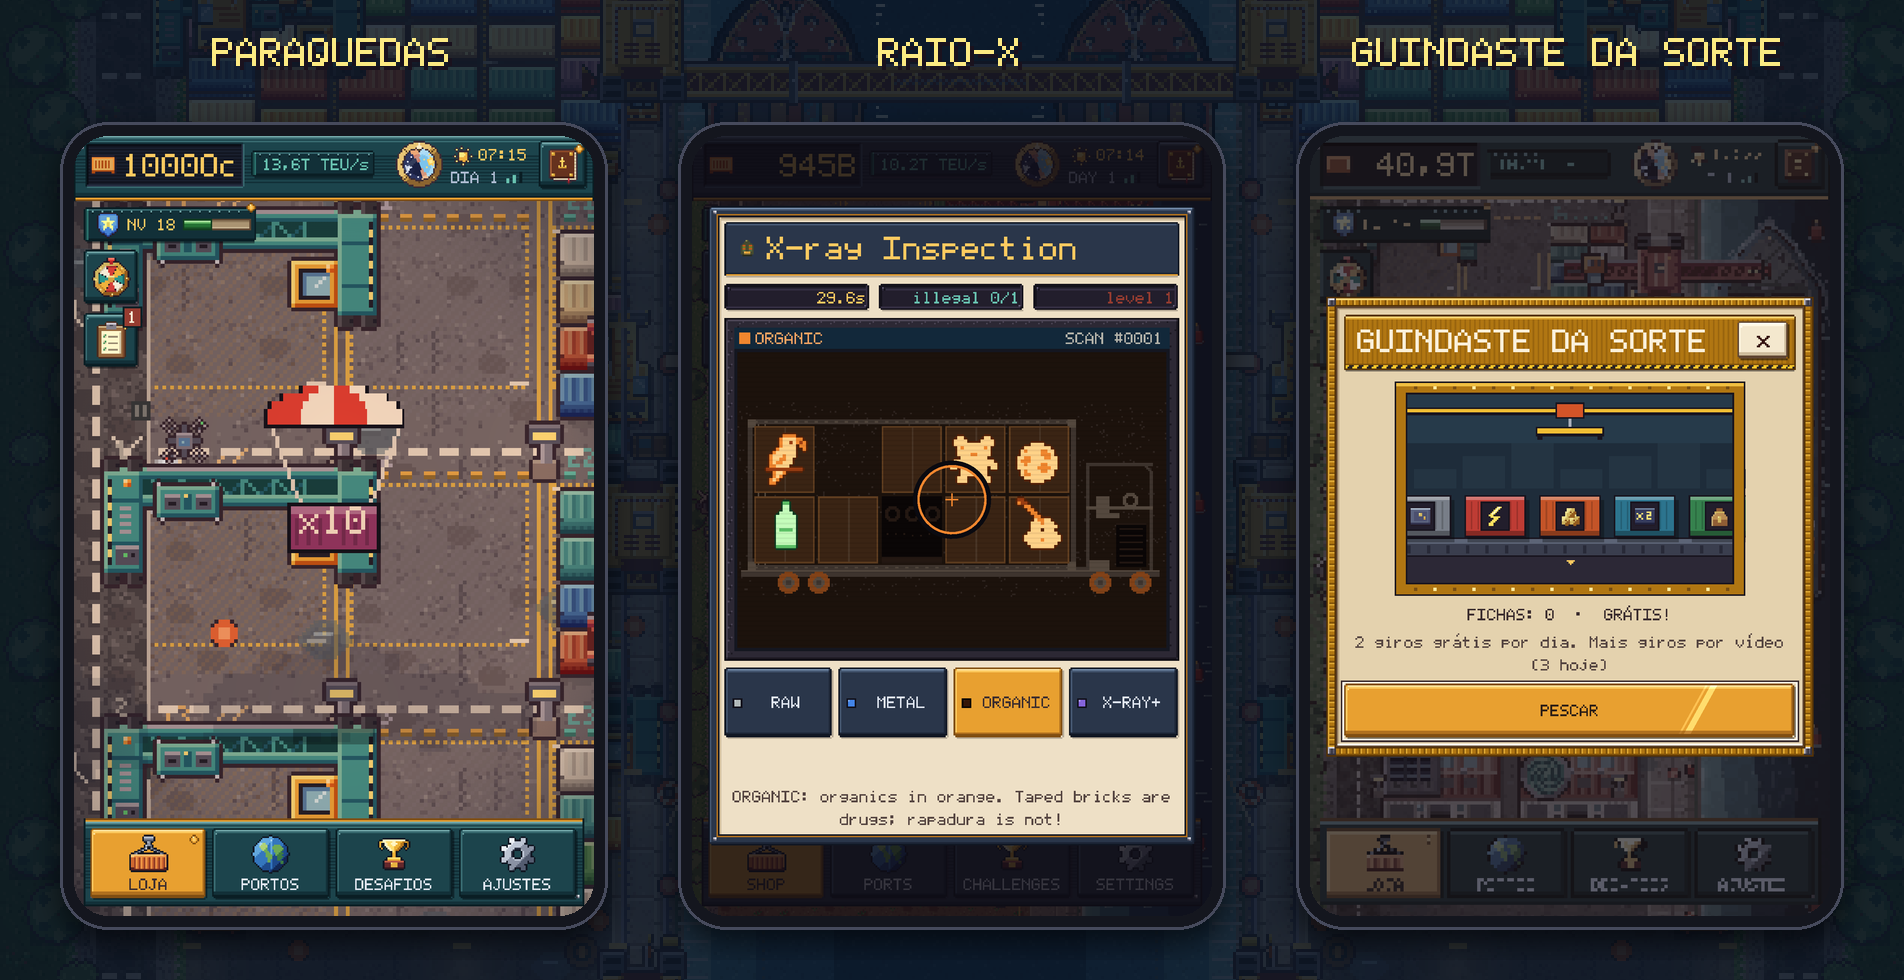 PARAQUEDAS
RAIO-X
GUINDASTE DA SORTE
10000c
13,6T TEU/s
07:15
DIA 1
NV 18
1
x10
LOJA
PORTOS
DESAFIOS
AJUSTES
945B
10.2T TEU/s
07:14
DAY 1
X-ray Inspection
29.6s
illegal 0/1
level 1
ORGANIC
SCAN #0001
RAW
METAL
ORGANIC
X-RAY+
ORGANIC: organics in orange. Taped bricks are
drugs; rapadura is not!
SHOP
PORTS
CHALLENGES
SETTINGS
40,9T
GUINDASTE DA SORTE
x
x2
FICHAS: 0 · GRÁTIS!
2 giros grátis por dia. Mais giros por vídeo
(3 hoje)
PESCAR